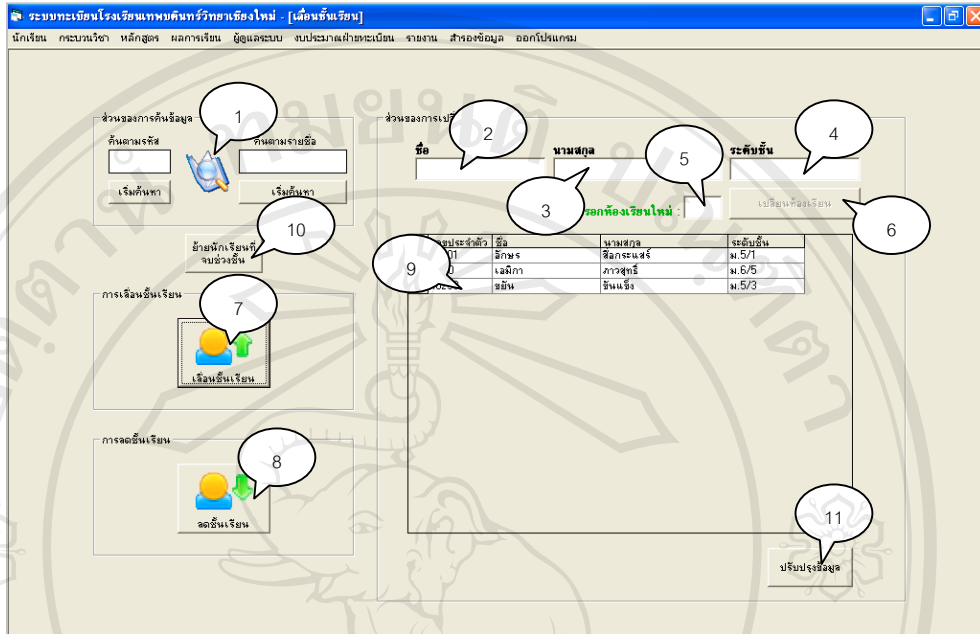 ระบบทะเบียนโรงเรียนเทพบดินทร์วิทยาเชียงใหม่ - [เลื่อนชั้นเรียน]
นักเรียน กระบวนวิชา หลักสูตร ผลการเรียน ผู้ดูแลระบบ งบประมาณฝ่ายทะเบียน รายงาน สำรองข้อมูล ออกโปรแกรม
ส่วนของการค้นข้อมูล
1
ค้นตามรหัส
ค้นตามรายชื่อ
เริ่มค้นหา
เริ่มค้นหา
10
ย้ายนักเรียนที่
จบช่วงชั้น
การเลื่อนชั้นเรียน
7
เลื่อนชั้นเรียน
การลดชั้นเรียน
8
ลดชั้นเรียน
2
4
5
ชื่อ
นามสกุล
ระดับชั้น
3
ห้องเรียนใหม่ :
เปลี่ยนห้องเรียน
6
ชื่อ นามสกุล ระดับชั้น
อักษร สือกระแสร์ ม.5/1
9
เอมิกา ภาวสุทธิ์ ม.6/5
ขยัน ขันแข็ง ม.5/3
11
ปรับปรุงข้อมูล